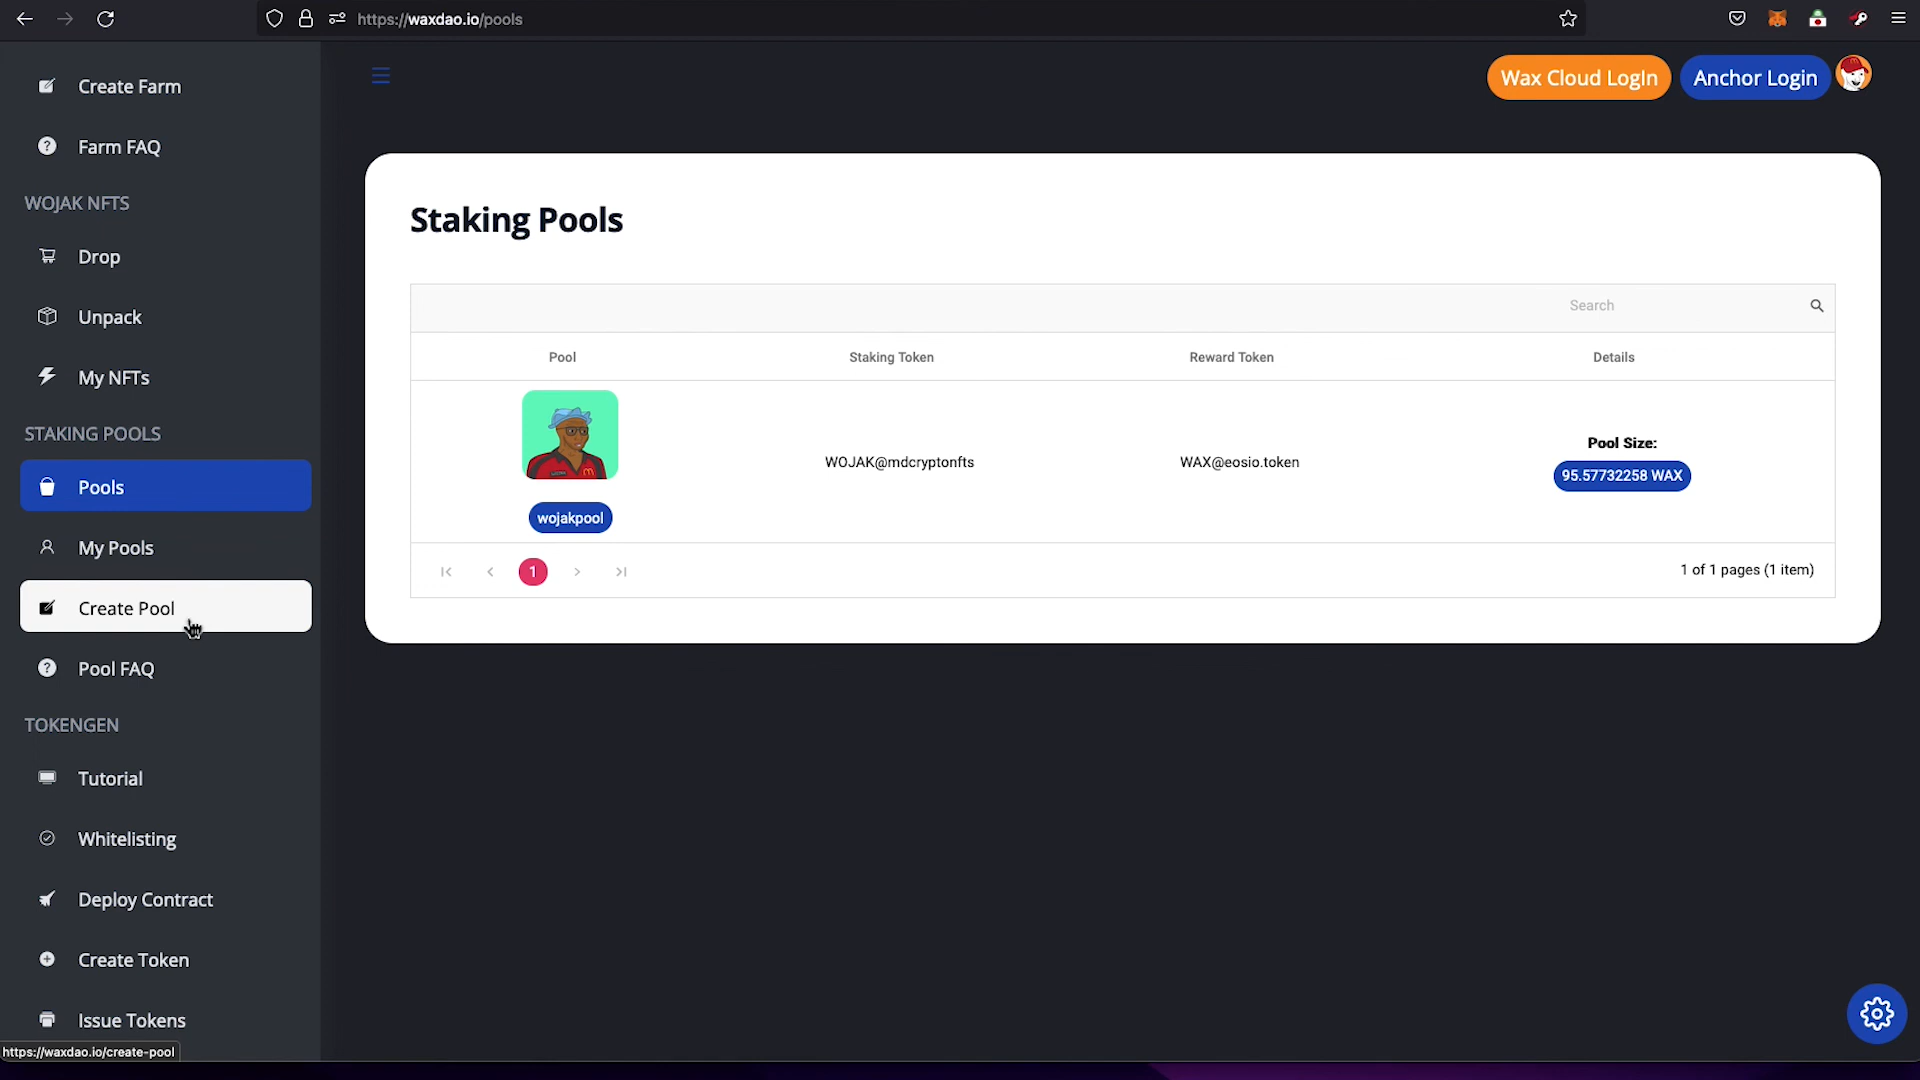 https://waxdao.io/pools
Create Farm
Farm FAQ
WOJAK NFTS
Drop
Unpack
My NFTs
STAKING POOLS
Pools
My Pools
Create Pool
Pool FAQ
TOKENGEN
Tutorial
Whitelisting
Deploy Contract
Create Token
Issue Tokens
https://waxdao.io/create-pool
Wax Cloud LogIn
Anchor Login
Staking Pools
Search
Pool
Staking Token
Reward Token
Details
wojakpool
WOJAK@mdcryptonfts
WAX@eosio.token
Pool Size:
95.57732258 WAX
1
1 of 1 pages (1 item)